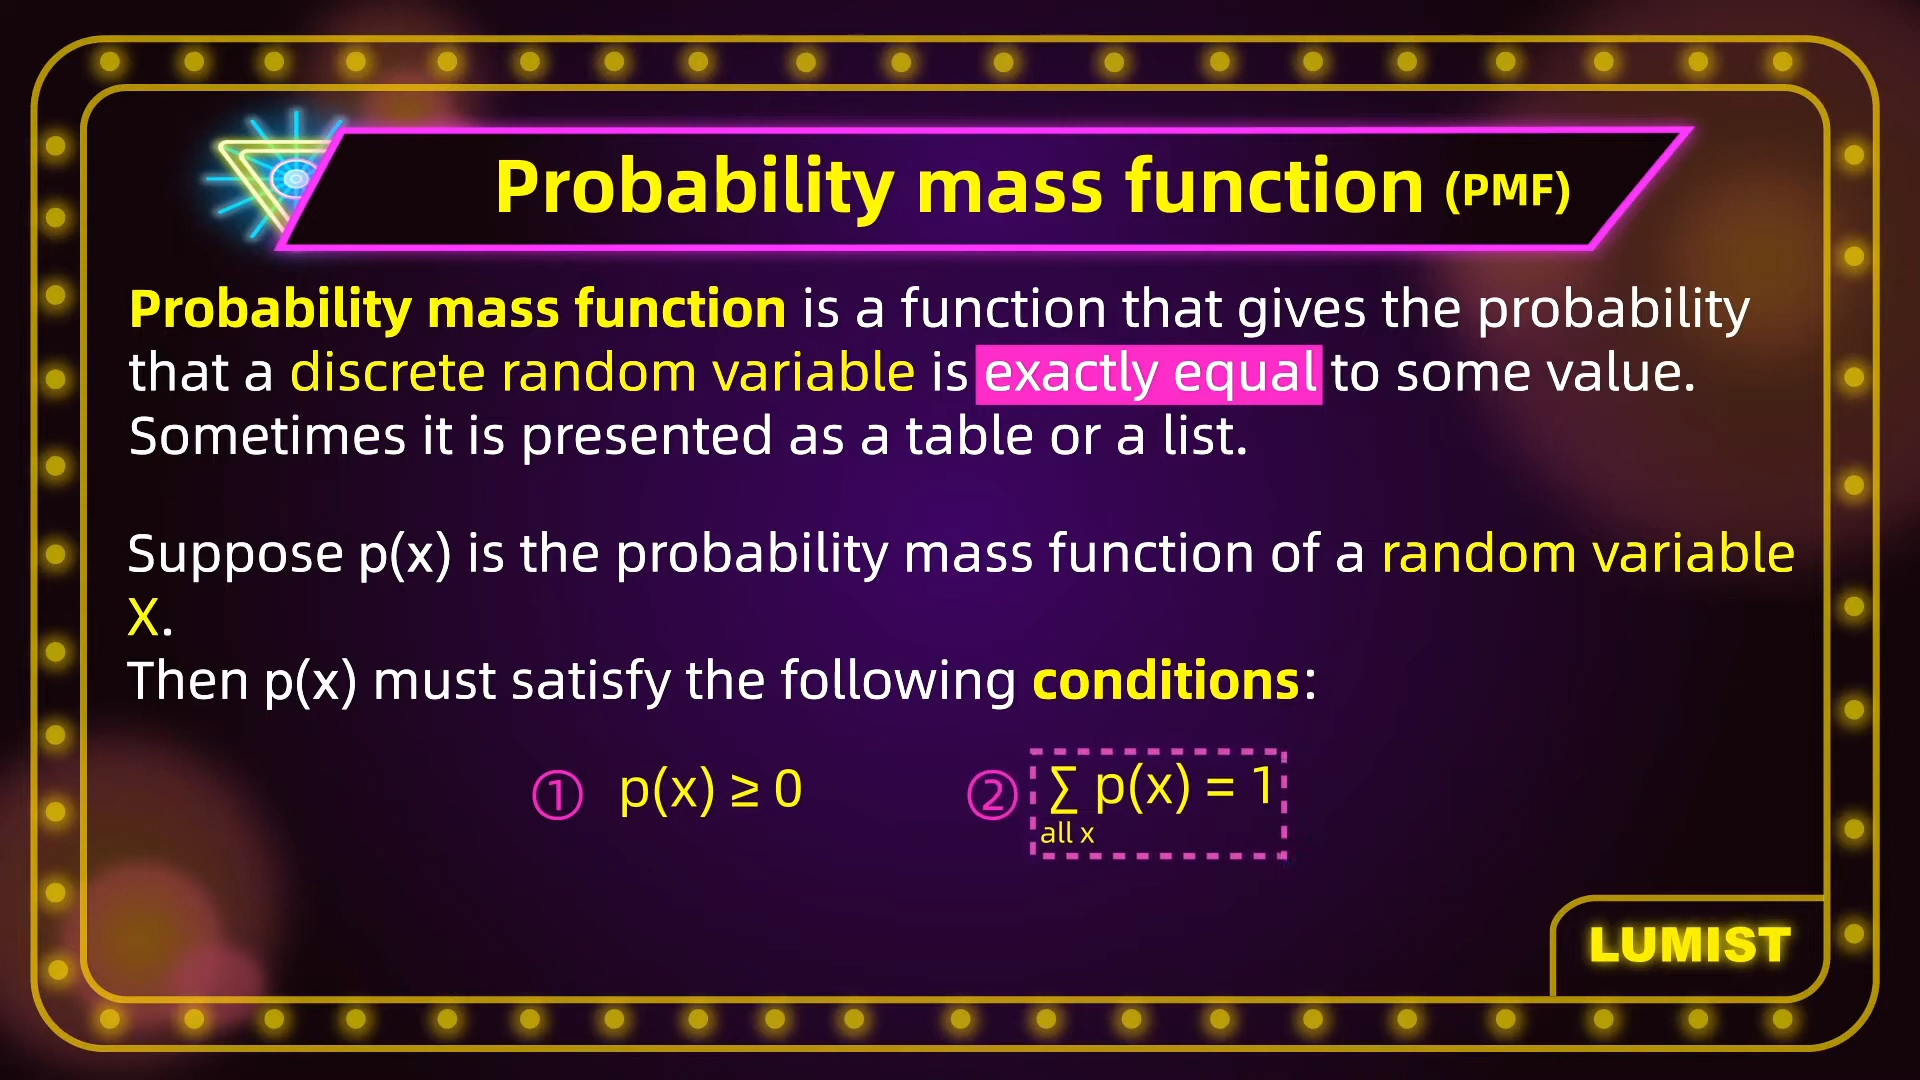 Probability mass function (PMF)
Probability mass function is a function that gives the probability
that a discrete random variable is exactly equal to some value.
Sometimes it is presented as a table or a list.
Suppose p(x) is the probability mass function of a random variable
X.
Then p(x) must satisfy the following conditions:
① p(x) ≥ 0 ② ∑ p(x) = 1
all x
LUMIST